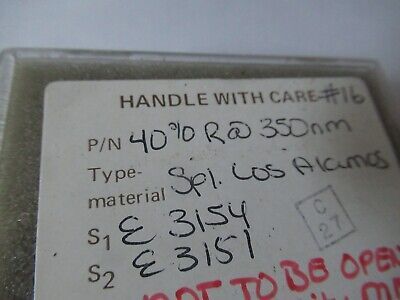 HANDLE WITH CARE #16
P/N 40% R@ 350nm
Type-material Spl. Los Alamos
S1 E 3154
S2 E 3151
C 27
NOT TO BE OPENE